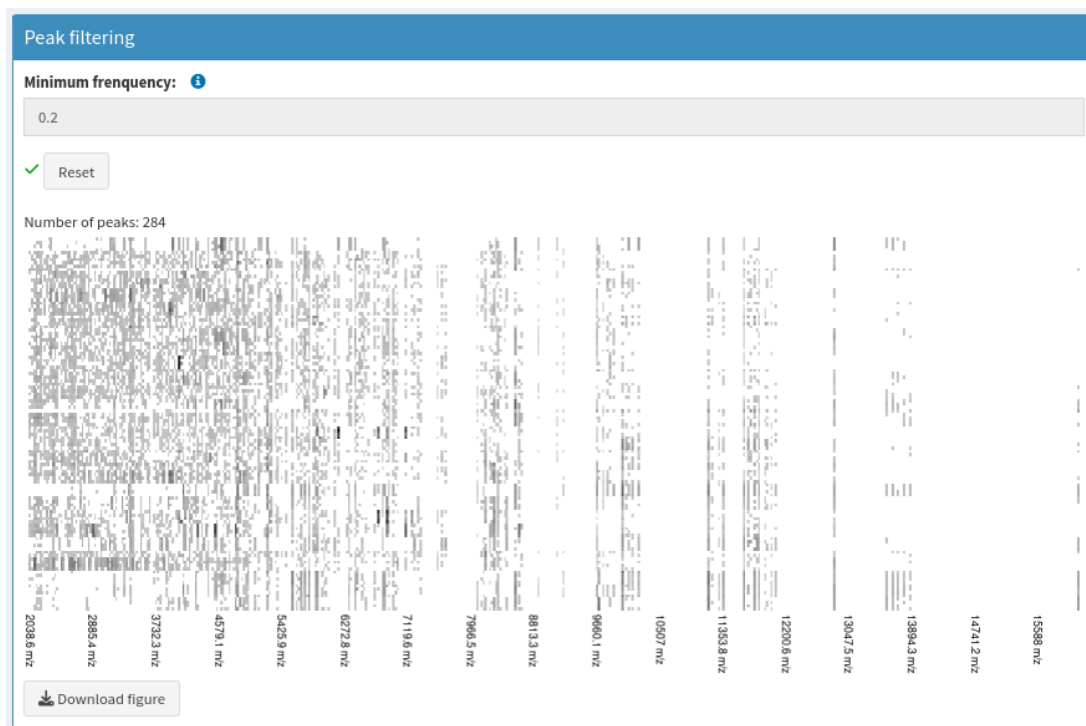 Peak filtering
Minimum frenquency:
0.2
Reset
Number of peaks: 284
2038.6 m/z
2885.4 m/z
3732.3 m/z
4579.1 m/z
5425.9 m/z
6272.8 m/z
7119.6 m/z
7966.5 m/z
8813.3 m/z
9660.1 m/z
10507 m/z
11353.8 m/z
12200.6 m/z
13047.5 m/z
13894.3 m/z
14741.2 m/z
15588 m/z
Download figure